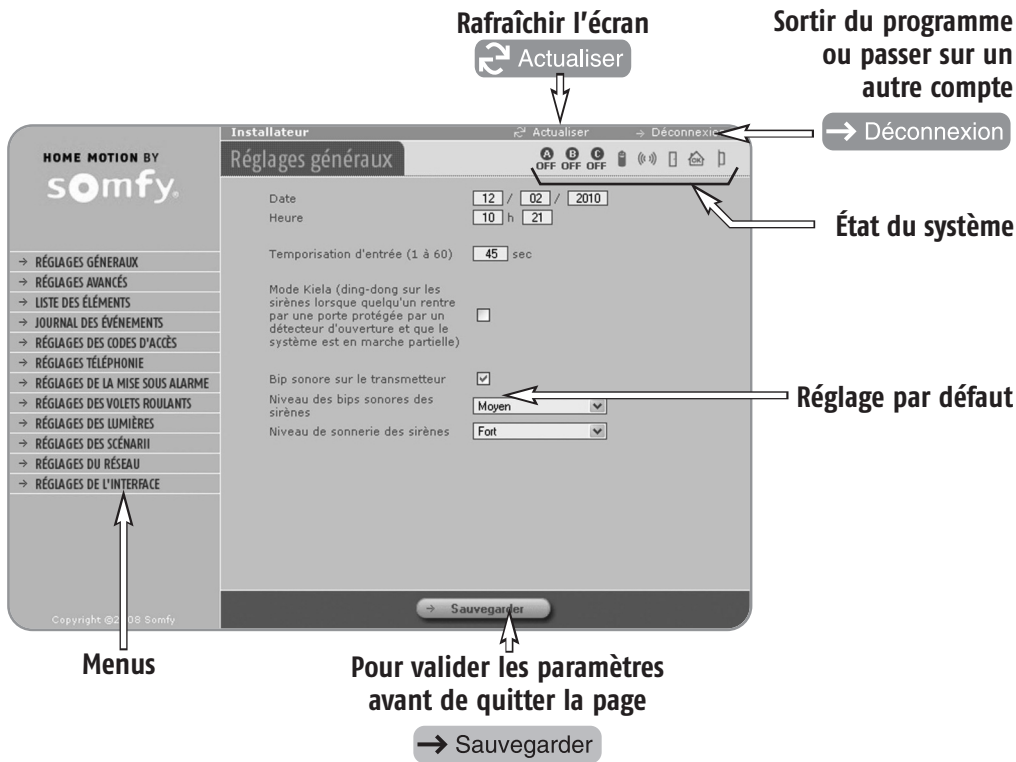 Rafraîchir l'écran
Actualiser
Sortir du programme
ou passer sur un
autre compte
Déconnexion
Installateur
Actualiser
→ Déconnexion
HOME MOTION BY
somfy®
Réglages généraux
A B C
OFF OFF OFF
OK
État du système
Date 12 / 02 / 2010
Heure 10 h 21
Temporisation d'entrée (1 à 60) 45 sec
Mode Kiela (ding-dong sur les
sirènes lorsque quelqu'un rentre
par une porte protégée par un
détecteur d'ouverture et que le
système est en marche partielle)
Bip sonore sur le transmetteur
Niveau des bips sonores des
sirènes
Moyen
Niveau de sonnerie des sirènes
Fort
Réglage par défaut
→ RÉGLAGES GÉNERAUX
→ RÉGLAGES AVANCÉS
→ LISTE DES ÉLÉMENTS
→ JOURNAL DES ÉVÉNEMENTS
→ RÉGLAGES DES CODES D'ACCÈS
→ RÉGLAGES TÉLÉPHONIE
→ RÉGLAGES DE LA MISE SOUS ALARME
→ RÉGLAGES DES VOLETS ROULANTS
→ RÉGLAGES DES LUMIÈRES
→ RÉGLAGES DES SCÉNARII
→ RÉGLAGES DU RÉSEAU
→ RÉGLAGES DE L'INTERFACE
Copyright ©2008 Somfy
→ Sauvegarder
Menus
Pour valider les paramètres
avant de quitter la page
→ Sauvegarder